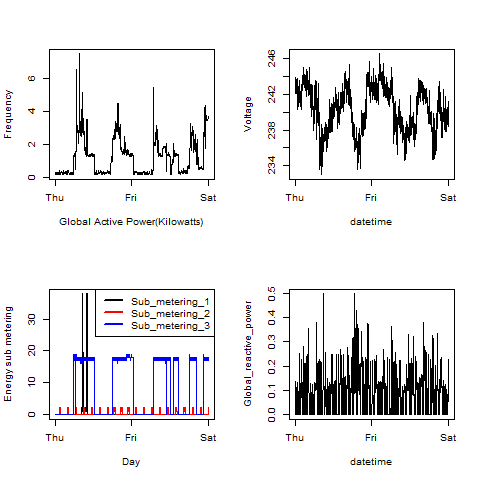 Frequency
0 2 4 6
Thu Fri Sat
Global Active Power(Kilowatts)
Voltage
234 238 242 246
Thu Fri Sat
datetime
Energy sub metering
0 10 20 30
Sub_metering_1
Sub_metering_2
Sub_metering_3
Thu Fri Sat
Day
Global_reactive_power
0.0 0.1 0.2 0.3 0.4 0.5
Thu Fri Sat
datetime